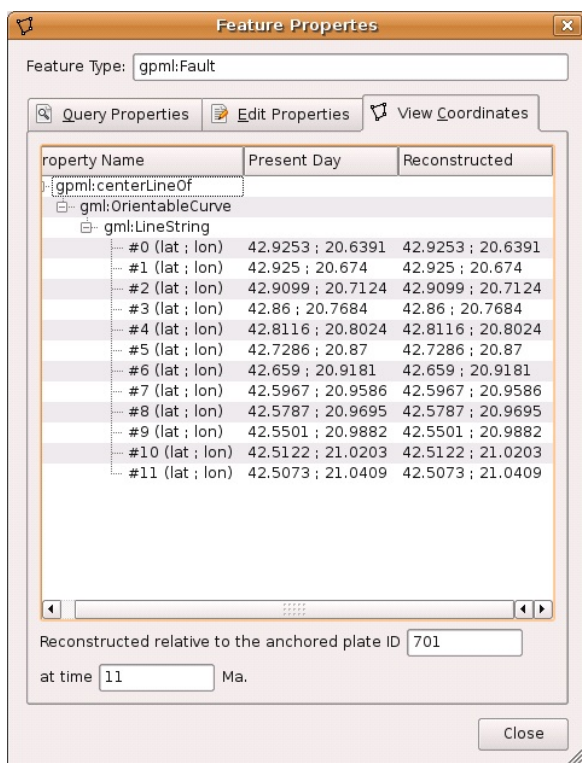 Feature Propertes
Feature Type: gpml:Fault
Query Properties Edit Properties View Coordinates
roperty Name Present Day Reconstructed
gpml:centerLineOf
gml:OrientableCurve
gml:LineString
#0 (lat ; lon) 42.9253 ; 20.6391 42.9253 ; 20.6391
#1 (lat ; lon) 42.925 ; 20.674 42.925 ; 20.674
#2 (lat ; lon) 42.9099 ; 20.7124 42.9099 ; 20.7124
#3 (lat ; lon) 42.86 ; 20.7684 42.86 ; 20.7684
#4 (lat ; lon) 42.8116 ; 20.8024 42.8116 ; 20.8024
#5 (lat ; lon) 42.7286 ; 20.87 42.7286 ; 20.87
#6 (lat ; lon) 42.659 ; 20.9181 42.659 ; 20.9181
#7 (lat ; lon) 42.5967 ; 20.9586 42.5967 ; 20.9586
#8 (lat ; lon) 42.5787 ; 20.9695 42.5787 ; 20.9695
#9 (lat ; lon) 42.5501 ; 20.9882 42.5501 ; 20.9882
#10 (lat ; lon) 42.5122 ; 21.0203 42.5122 ; 21.0203
#11 (lat ; lon) 42.5073 ; 21.0409 42.5073 ; 21.0409
Reconstructed relative to the anchored plate ID 701
at time 11 Ma.
Close